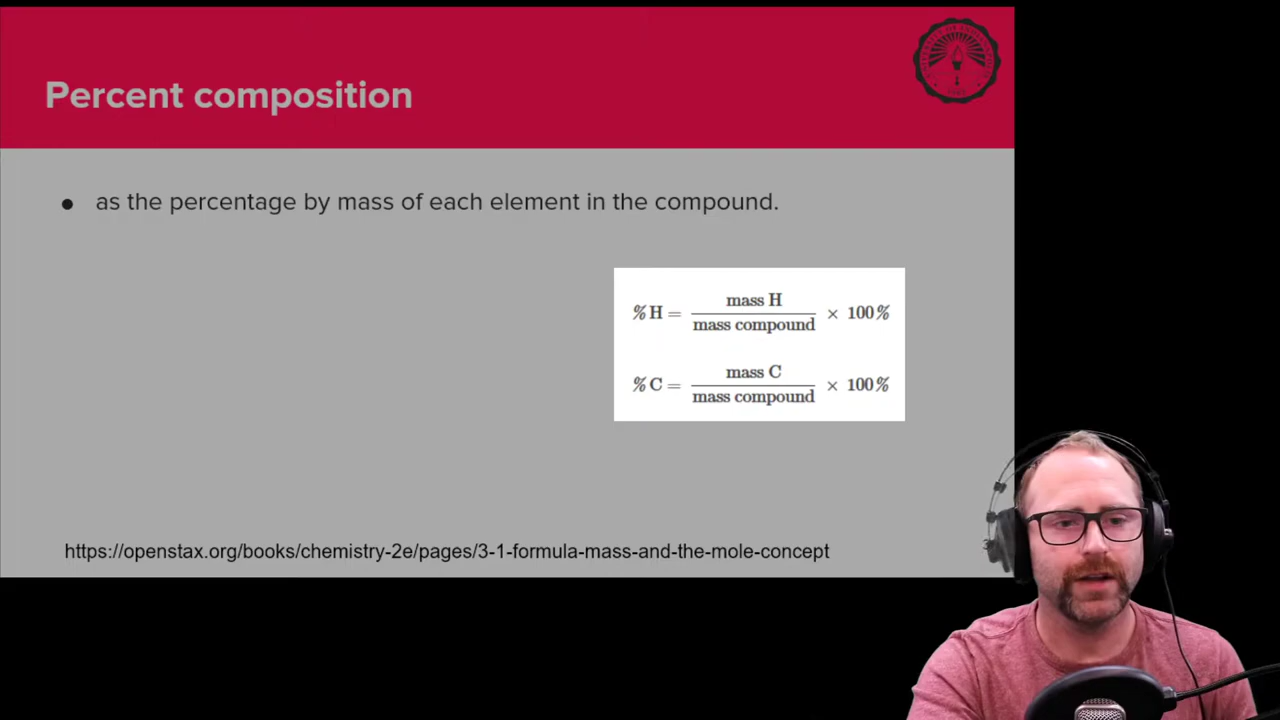 Percent composition
● as the percentage by mass of each element in the compound.
% H = mass H / mass compound × 100%
% C = mass C / mass compound × 100%
https://openstax.org/books/chemistry-2e/pages/3-1-formula-mass-and-the-mole-concept